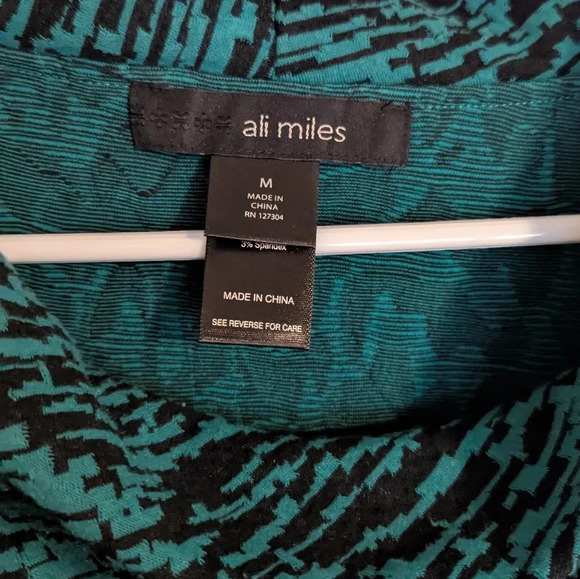 ali miles
M
MADE IN
CHINA
RN 127304
3% Spandex
MADE IN CHINA
SEE REVERSE FOR CARE